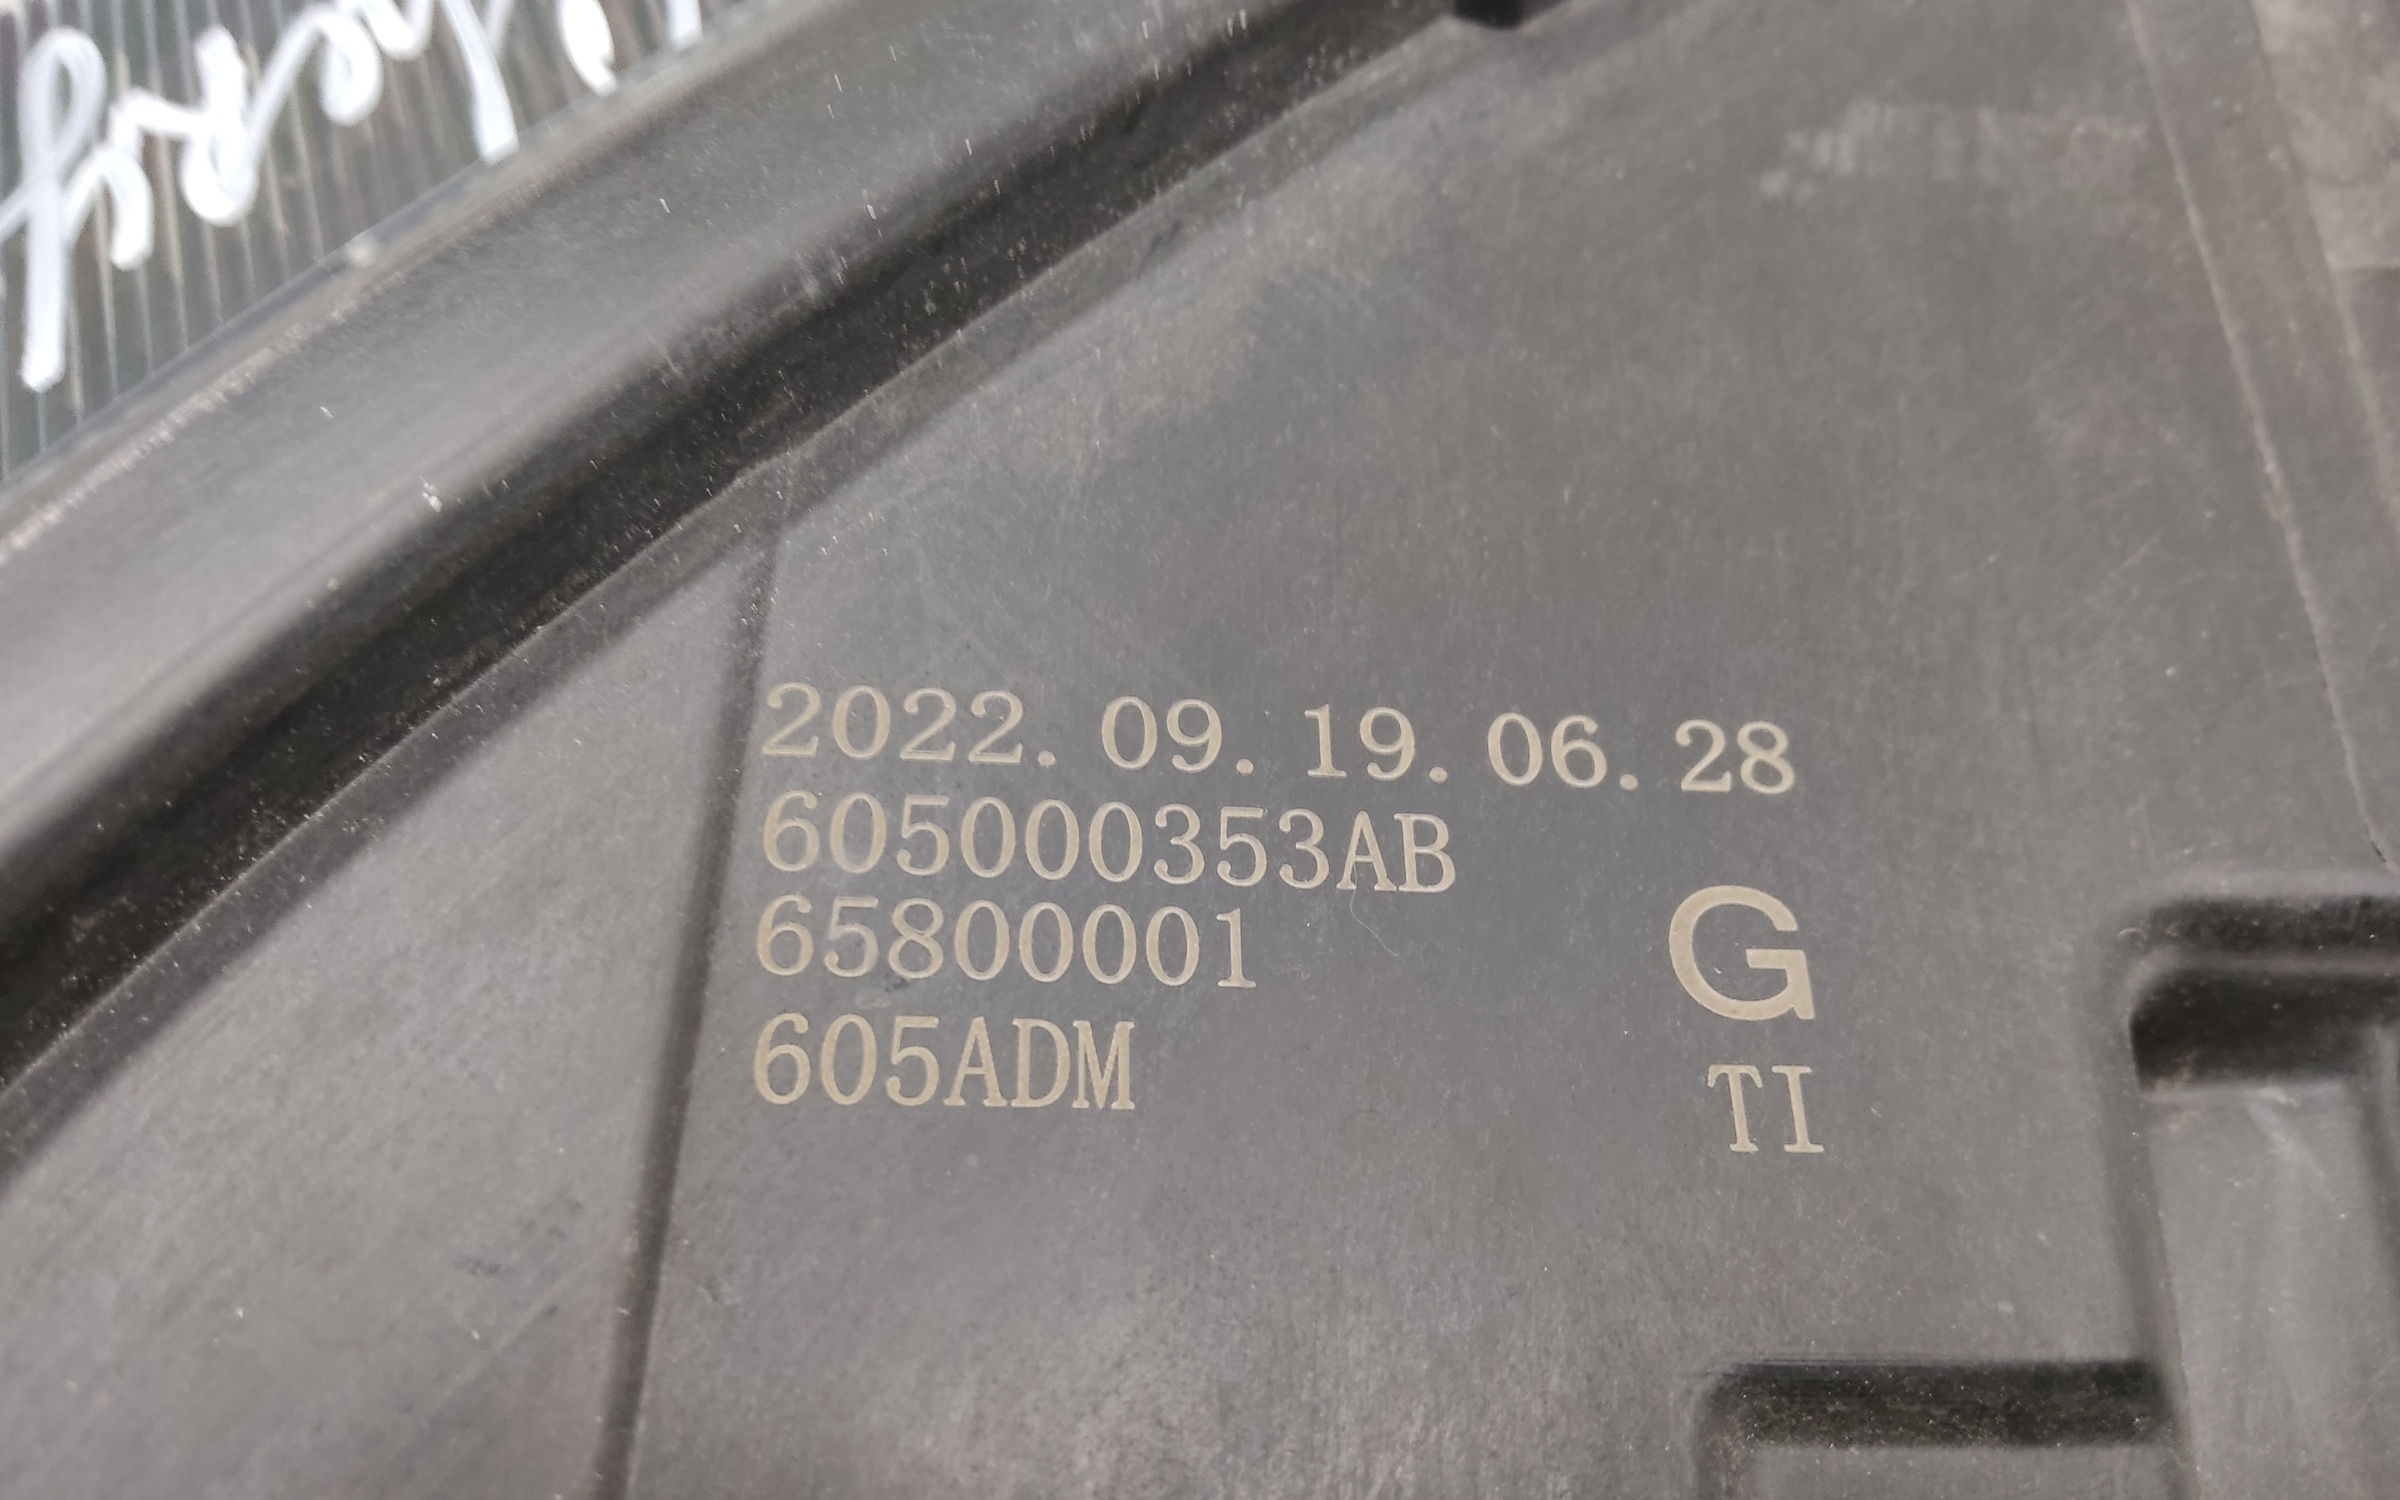 2022. 09. 19. 06. 28
605000353AB
65800001
G
605ADM
TI